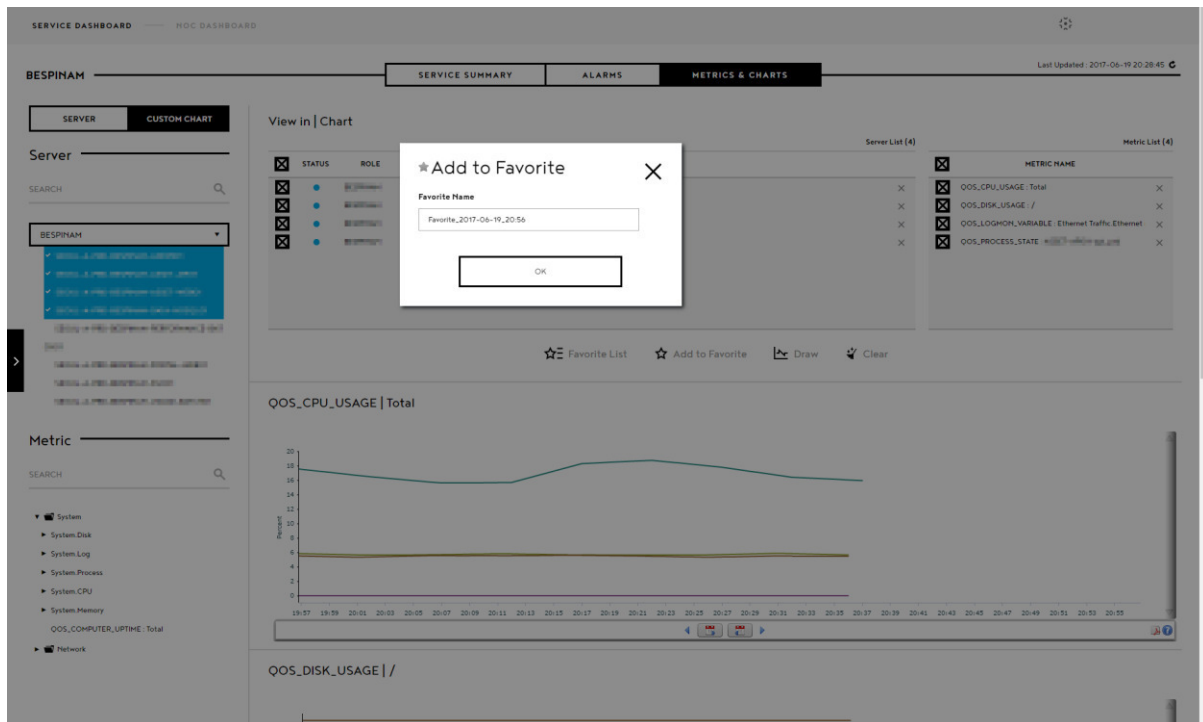 SERVICE DASHBOARD
MOC DASHBOARD
Last Updated : 2017-06-19 20:28:45
BESPINAM
SERVICE SUMMARY
ALARMS
METRICS & CHARTS
SERVER
CUSTOM CHART
Server
SEARCH
BESPINAM
Metric
SEARCH
System
System.Disk
System.Log
System.Process
System.CPU
System.Memory
QOS_COMPUTER_UPTIME : Total
Network
View in | Chart
Server List (4)
STATUS
ROLE
Metric List (4)
METRIC NAME
QOS_CPU_USAGE : Total
QOS_DISK_USAGE : /
QOS_LOGMON_VARIABLE : Ethernet Traffic.Ethernet
QOS_PROCESS_STATE :
Add to Favorite
Favorite Name
Favorite_2017-06-19_20:56
OK
Favorite List
Add to Favorite
Draw
Clear
QOS_CPU_USAGE | Total
Percent
20
18
16
14
12
10
8
6
4
2
0
19:57 19:59 20:01 20:03 20:05 20:07 20:09 20:11 20:13 20:15 20:17 20:19 20:21 20:23 20:25 20:27 20:29 20:31 20:33 20:35 20:37 20:39 20:41 20:43 20:45 20:47 20:49 20:51 20:53 20:55
QOS_DISK_USAGE | /